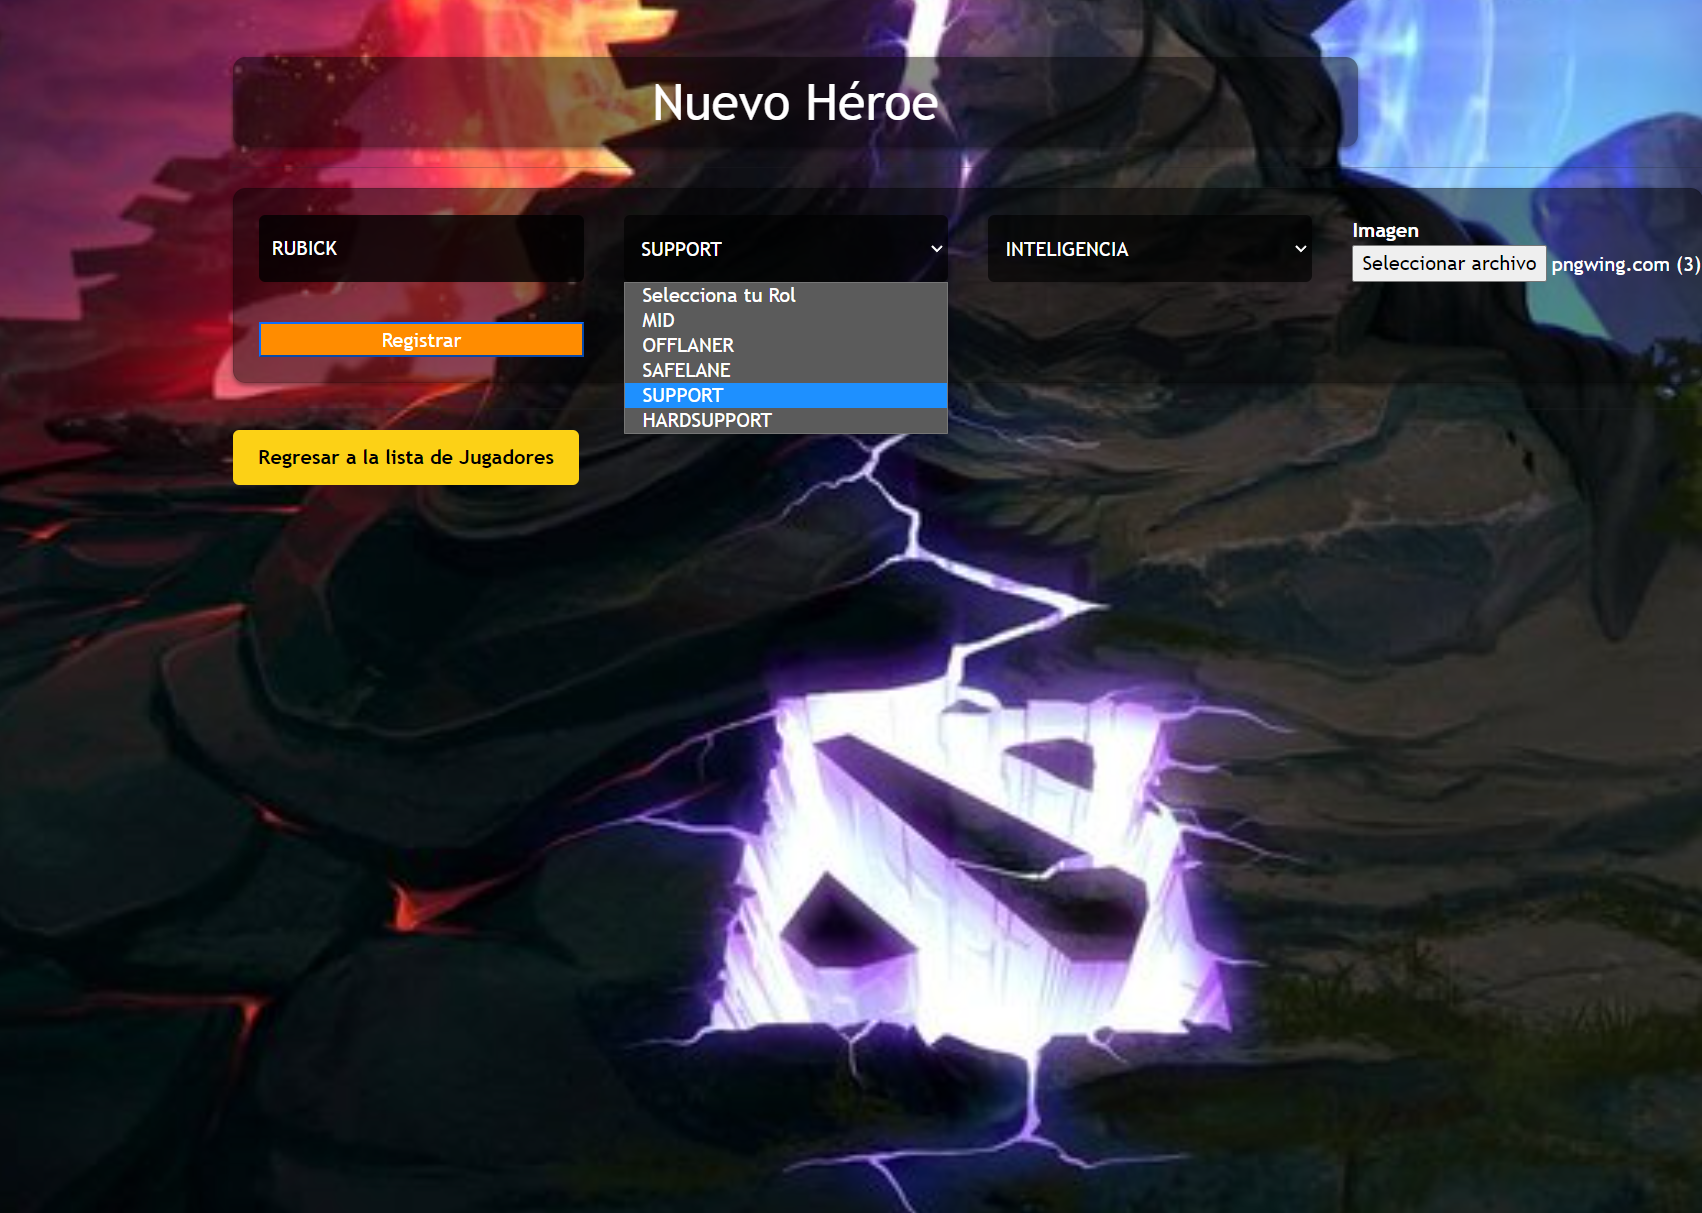 Nuevo Héroe
RUBICK
SUPPORT
INTELIGENCIA
Imagen
Seleccionar archivo pngwing.com (3)
Selecciona tu Rol
MID
OFFLANER
SAFELANE
SUPPORT
HARDSUPPORT
Registrar
Regresar a la lista de Jugadores